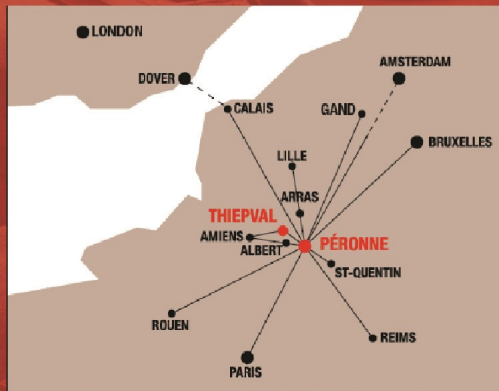 LONDON
DOVER
AMSTERDAM
CALAIS
GAND
BRUXELLES
LILLE
ARRAS
THIEPVAL
AMIENS
ALBERT
PÉRONNE
ST-QUENTIN
ROUEN
REIMS
PARIS